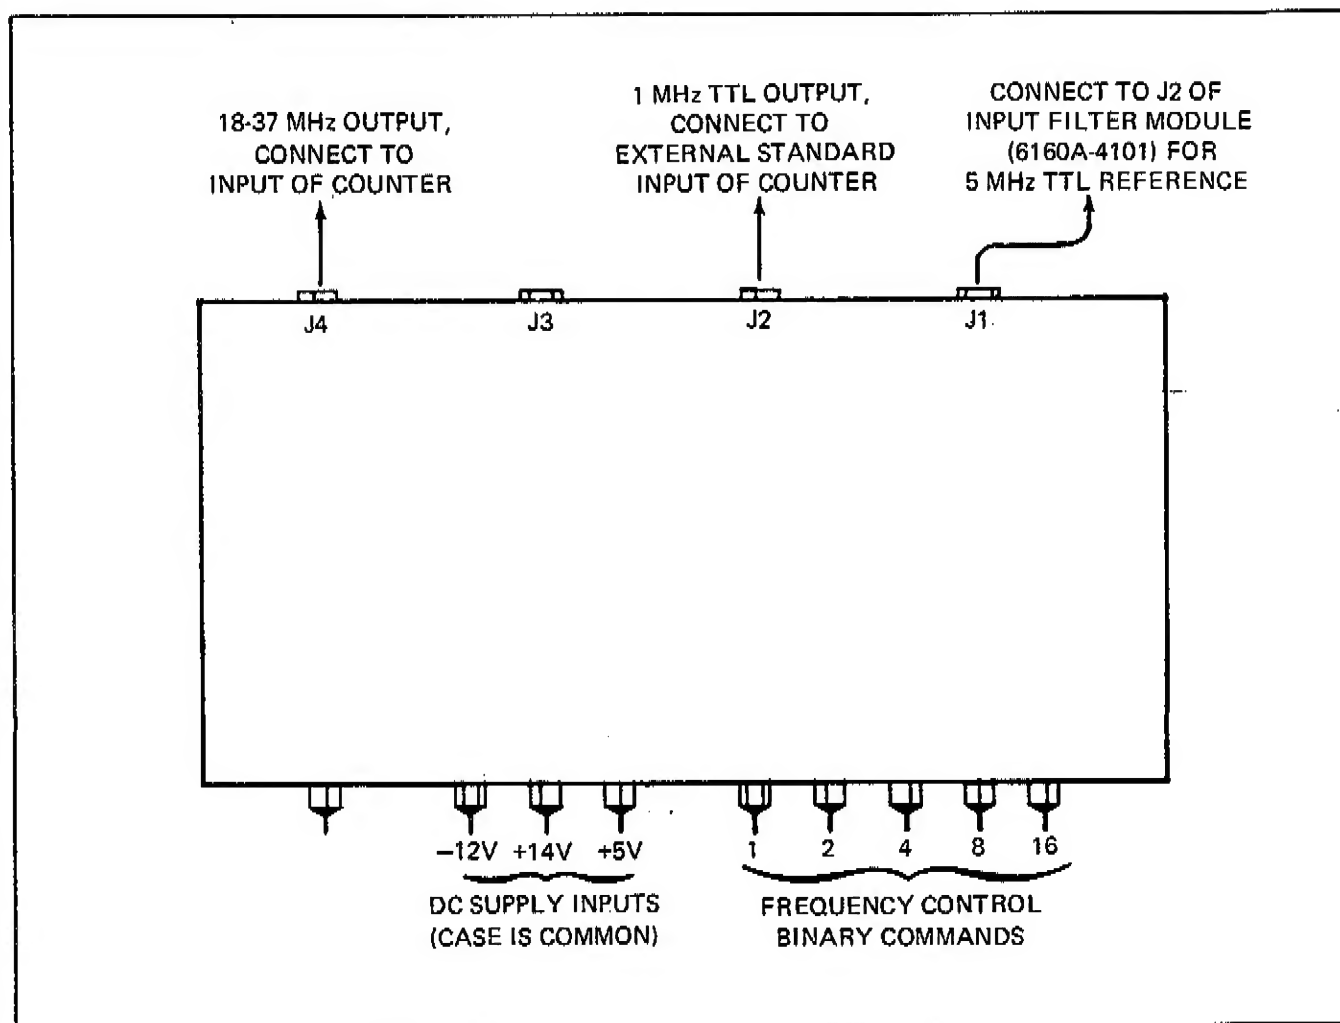 18-37 MHz OUTPUT,
CONNECT TO
INPUT OF COUNTER
1 MHz TTL OUTPUT,
CONNECT TO
EXTERNAL STANDARD
INPUT OF COUNTER
CONNECT TO J2 OF
INPUT FILTER MODULE
(6160A-4101) FOR
5 MHz TTL REFERENCE
J4
J3
J2
J1
–12V +14V +5V
DC SUPPLY INPUTS
(CASE IS COMMON)
1 2 4 8 16
FREQUENCY CONTROL
BINARY COMMANDS